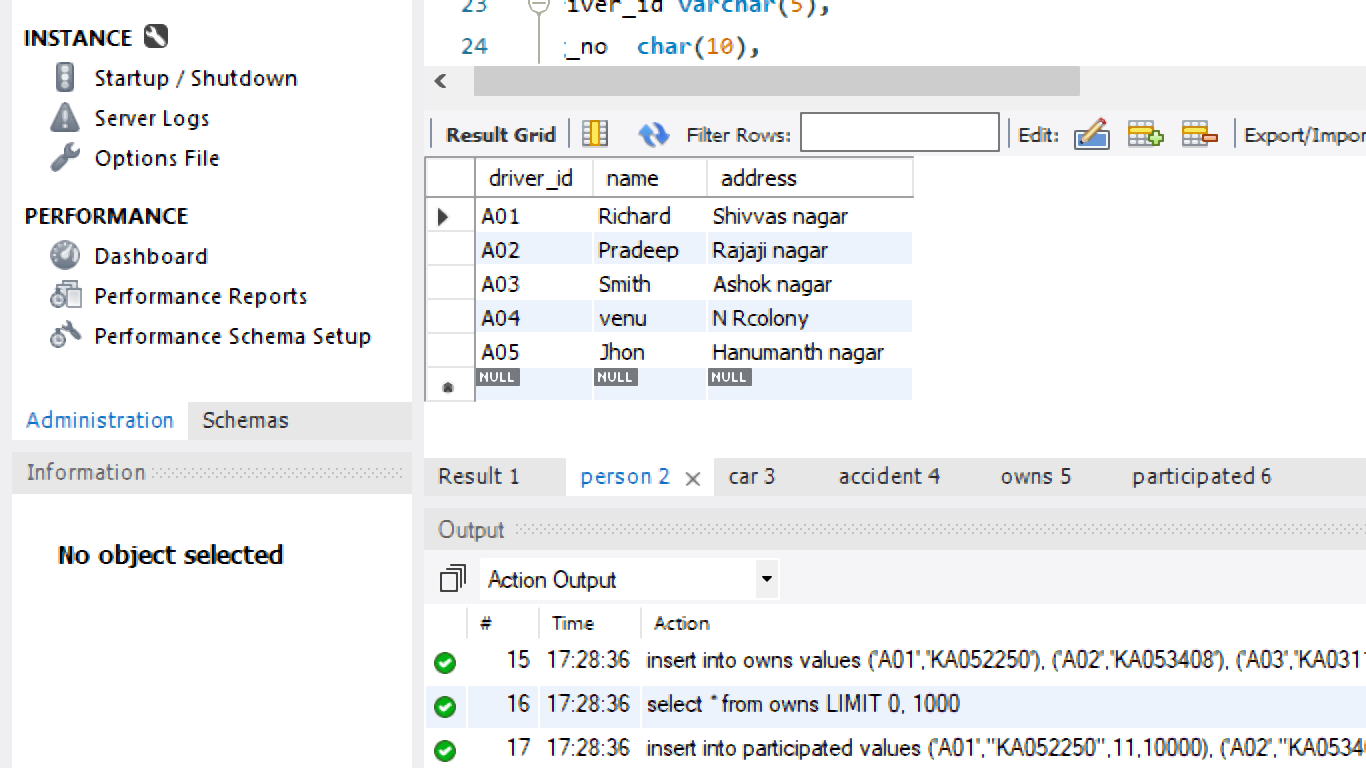 23 iver_id varchar(5),
INSTANCE
24 _no char(10),
Startup / Shutdown
Server Logs
Result Grid Filter Rows: Edit: Export/Impor
Options File
driver_id name address
PERFORMANCE
A01 Richard Shivvas nagar
Dashboard
A02 Pradeep Rajaji nagar
Performance Reports
A03 Smith Ashok nagar
Performance Schema Setup
A04 venu N Rcolony
A05 Jhon Hanumanth nagar
NULL NULL NULL
Administration Schemas
Information
Result 1 person 2 car 3 accident 4 owns 5 participated 6
Output
No object selected
Action Output
# Time Action
15 17:28:36 insert into owns values ('A01','KA052250'), ('A02','KA053408'), ('A03','KA0311
16 17:28:36 select * from owns LIMIT 0, 1000
17 17:28:36 insert into participated values ('A01',"KA052250",11,10000), ('A02',"KA0534